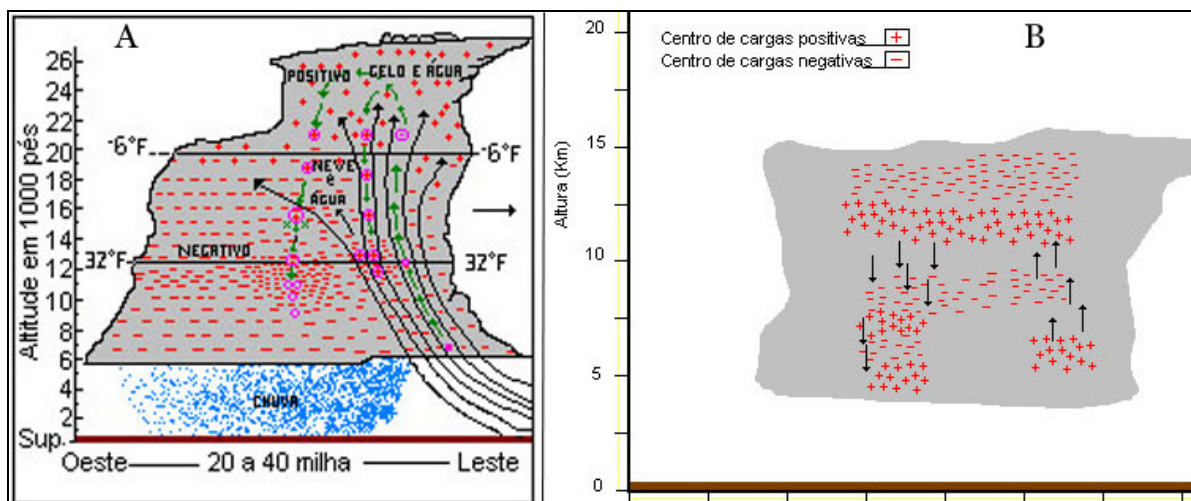 A
Altitude em 1000 pés
26
24
22
20
18
16
14
12
10
8
6
4
2
Sup.
POSITIVO GELO E ÁGUA
-6°F -6°F
NEVE
E
ÁGUA
NEGATIVO
32°F 32°F
CHUVA
Oeste 20 a 40 milha Leste
B
Centro de cargas positivas +
Centro de cargas negativas -
Altura (Km)
20
15
10
5
0